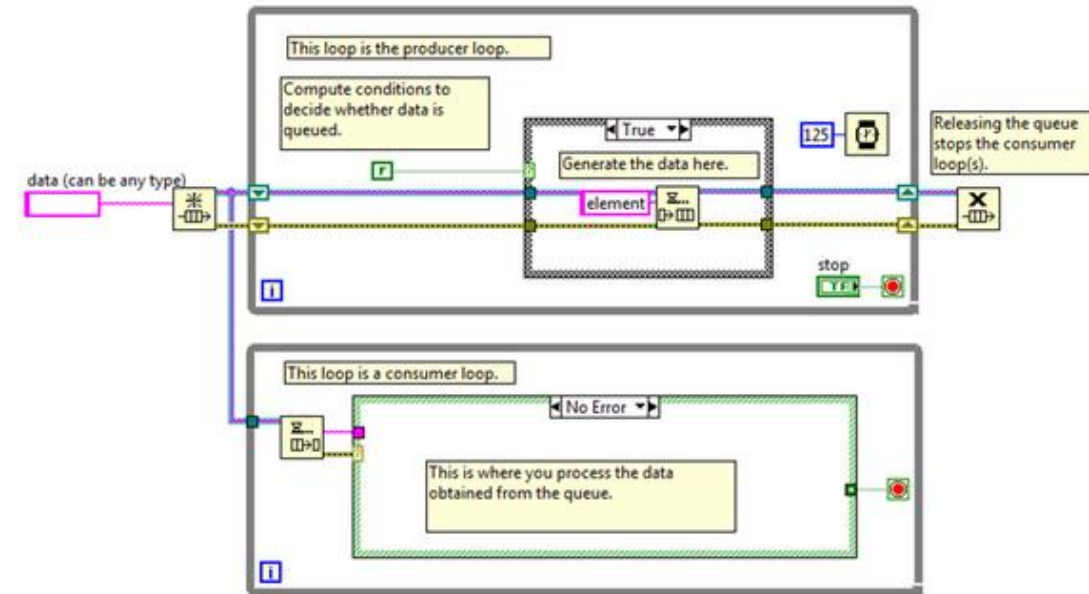 This loop is the producer loop.
Compute conditions to
decide whether data is
queued.
True
Generate the data here.
125
Releasing the queue
stops the consumer
loop(s).
data (can be any type)
F
element
stop
TF
i
This loop is a consumer loop.
No Error
This is where you process the data
obtained from the queue.
i